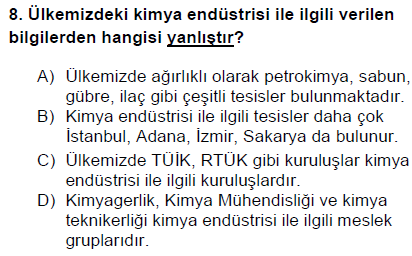 8. Ülkemizdeki kimya endüstrisi ile ilgili verilen
bilgilerden hangisi yanlıştır?
A) Ülkemizde ağırlıklı olarak petrokimya, sabun,
gübre, ilaç gibi çeşitli tesisler bulunmaktadır.
B) Kimya endüstrisi ile ilgili tesisler daha çok
İstanbul, Adana, İzmir, Sakarya da bulunur.
C) Ülkemizde TÜİK, RTÜK gibi kuruluşlar kimya
endüstrisi ile ilgili kuruluşlardır.
D) Kimyagerlik, Kimya Mühendisliği ve kimya
teknikerliği kimya endüstrisi ile ilgili meslek
gruplarıdır.